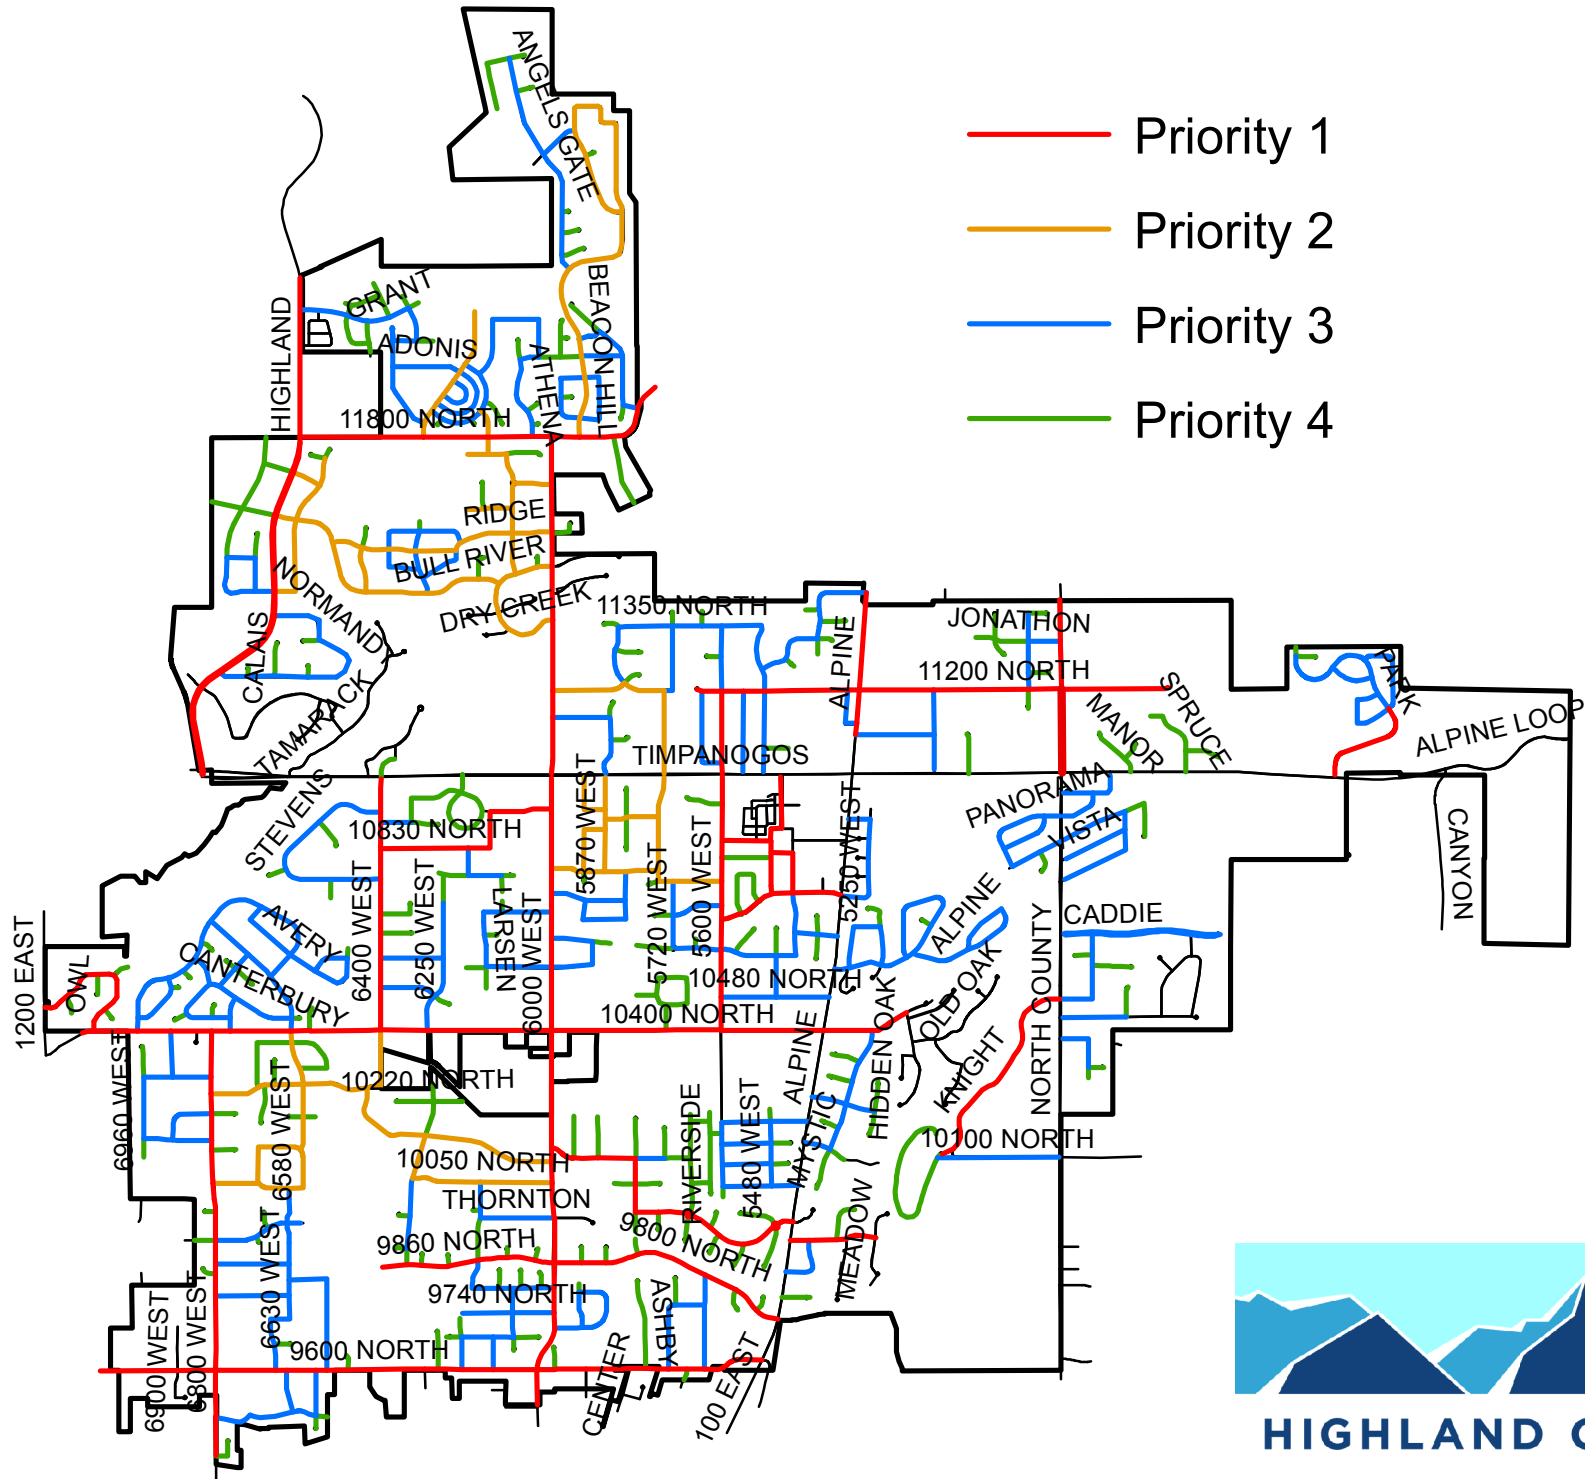 ANGELS GATE
Priority 1
Priority 2
Priority 3
Priority 4
GRANT
BEACON HILL
HIGHLAND
ADONIS
ATHENA
11800 NORTH
RIDGE
BULL RIVER
NORMANDY
DRY CREEK
11350 NORTH
JONATHON
CALAIS
ALPINE
11200 NORTH
PARK
SPRUCE
MANOR
ALPINE LOOP
TAMARACK
TIMPANOGOS
STEVENS
PANORAMA
VISTA
10830 NORTH
5870 WEST
5250 WEST
CANYON
6400 WEST
6250 WEST
LARSEN
6000 WEST
5720 WEST
5600 WEST
AVERY
ALPINE
CADDIE
1200 EAST
OWL
CANTERBURY
10480 NORTH
OLD OAK
NORTH COUNTY
10400 NORTH
HIDDEN OAK
KNIGHT
6960 WEST
10220 NORTH
ALPINE
6580 WEST
RIVERSIDE
5480 WEST
MYSTIC
10100 NORTH
10050 NORTH
THORNTON
MEADOW
9860 NORTH
9800 NORTH
6630 WEST
9740 NORTH
ASHBY
6900 WEST
6800 WEST
9600 NORTH
CENTER
100 EAST
HIGHLAND C